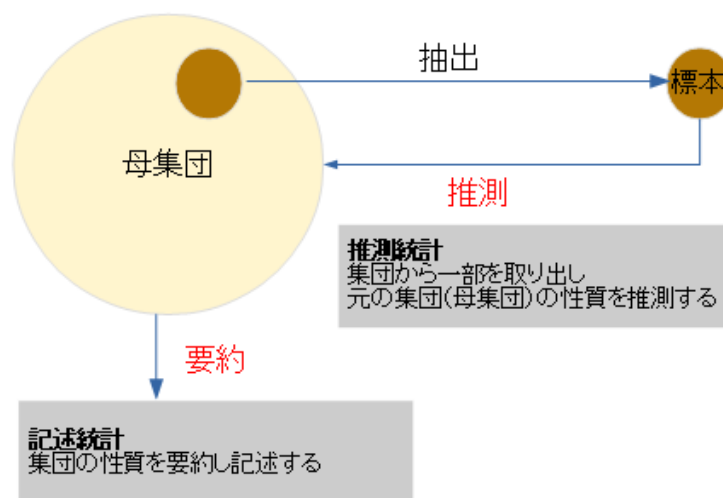 抽出
標本
母集団
推測
推測統計
集団から一部を取り出し
元の集団(母集団)の性質を推測する
要約
記述統計
集団の性質を要約し記述する